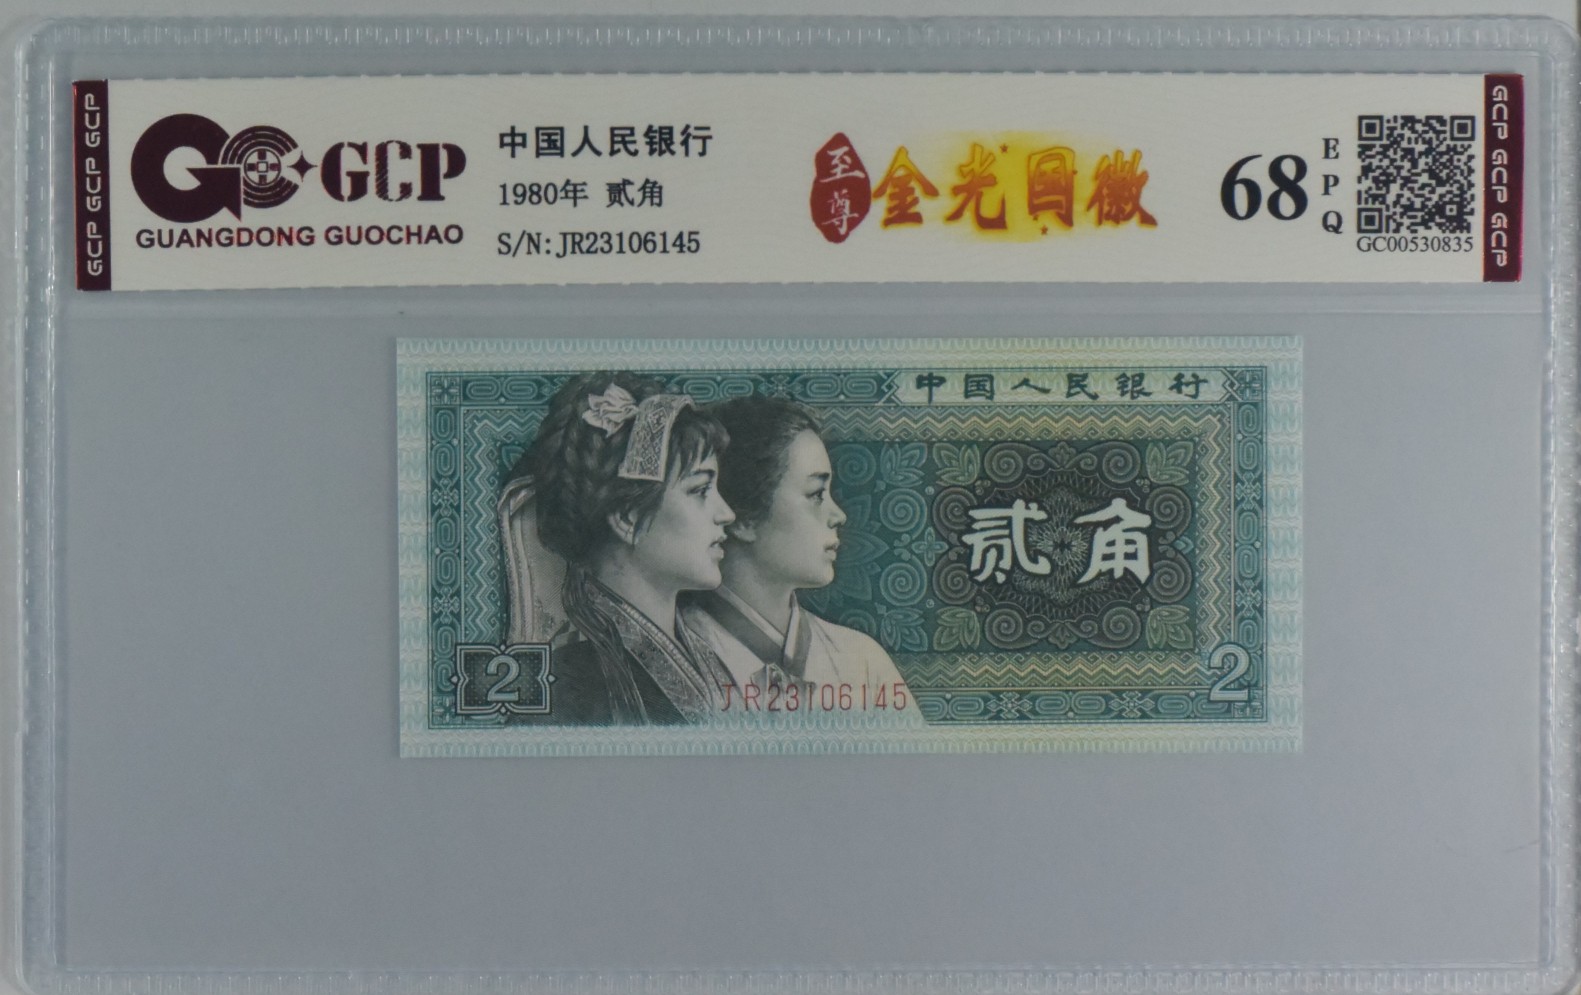 GCP GCP GCP
GCP
GUANGDONG GUOCHAO
中国人民银行
1980年 贰角
S/N:JR23106145
至尊
金光国徽
68
EPQ
GC00530835
GCP GCP GCP
中国人民银行
贰角
2
JR23106145
2